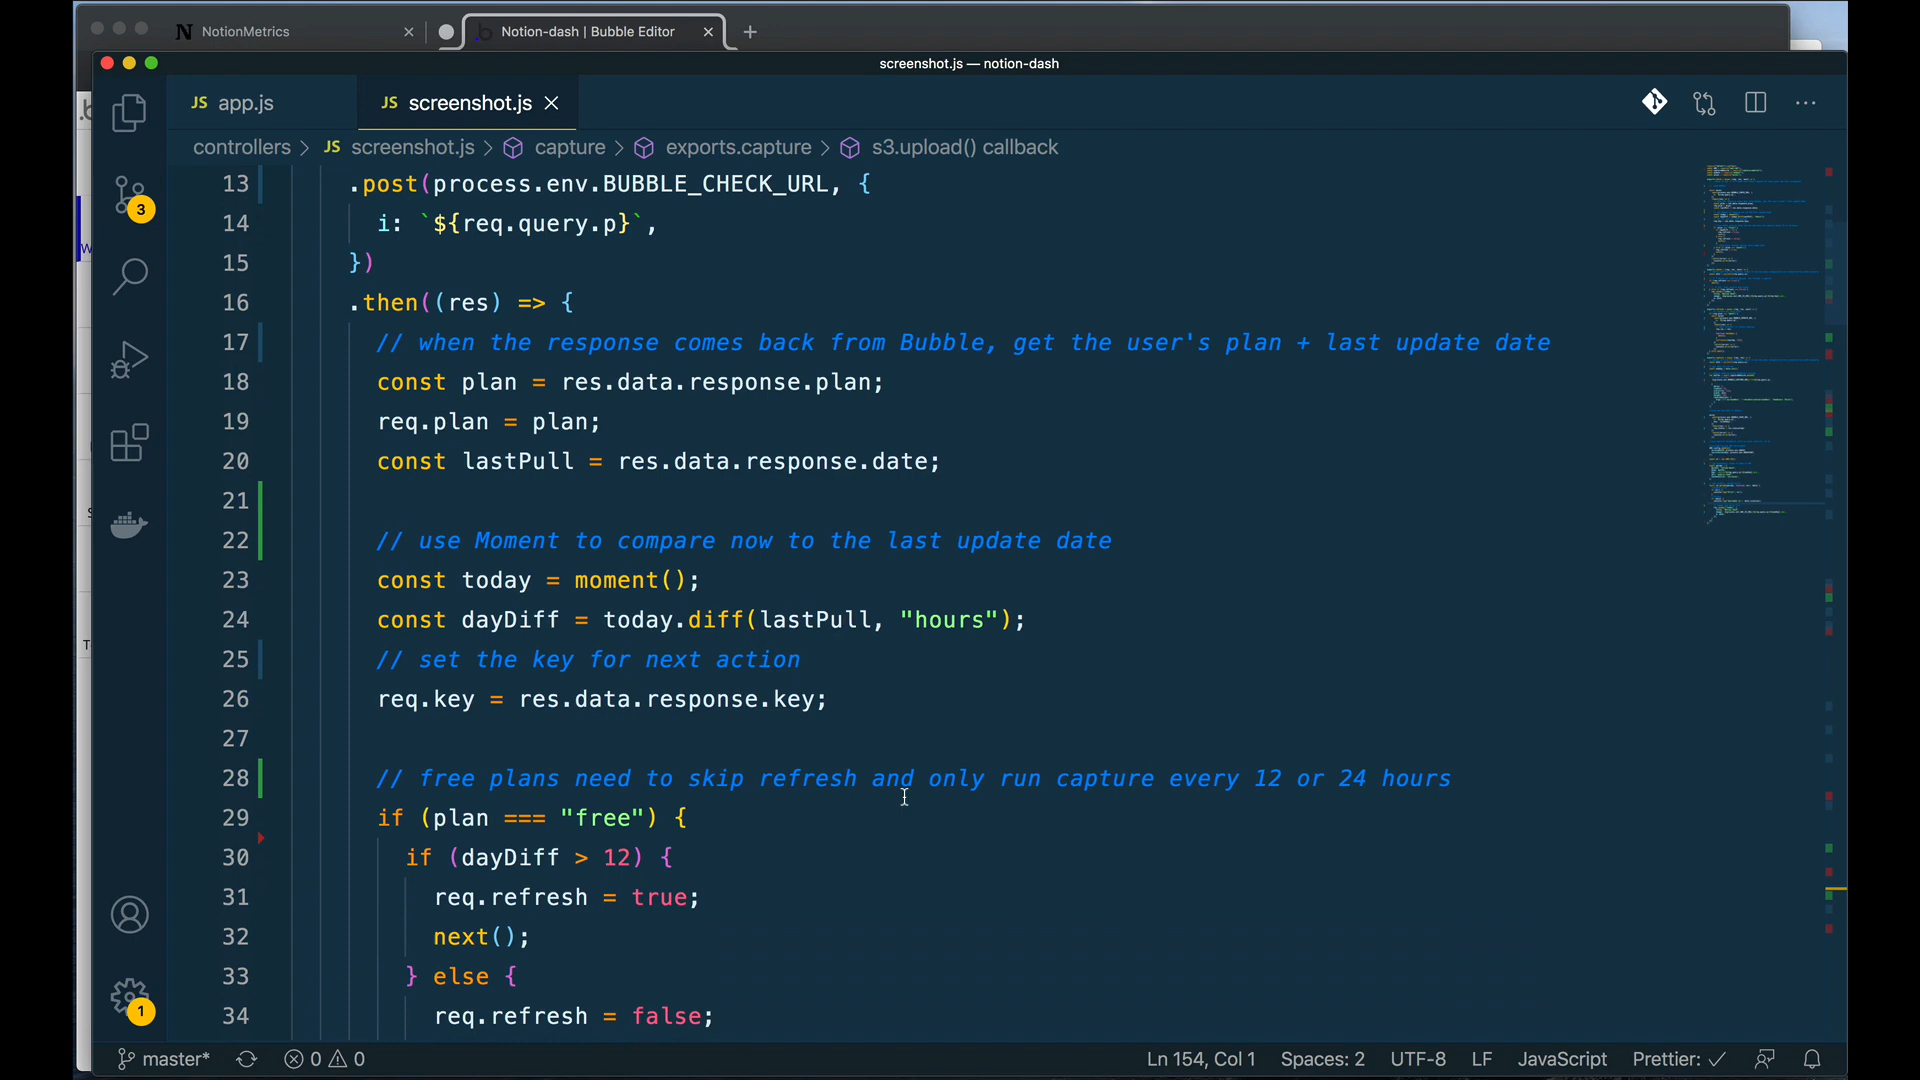 NotionMetrics
Notion-dash | Bubble Editor
screenshot.js — notion-dash
JS app.js
JS screenshot.js
controllers > JS screenshot.js > capture > exports.capture > s3.upload() callback
13 .post(process.env.BUBBLE_CHECK_URL, {
14 i: `${req.query.p}`,
15 })
16 .then((res) => {
17 // when the response comes back from Bubble, get the user's plan + last update date
18 const plan = res.data.response.plan;
19 req.plan = plan;
20 const lastPull = res.data.response.date;
21
22 // use Moment to compare now to the last update date
23 const today = moment();
24 const dayDiff = today.diff(lastPull, "hours");
25 // set the key for next action
26 req.key = res.data.response.key;
27
28 // free plans need to skip refresh and only run capture every 12 or 24 hours
29 if (plan === "free") {
30 if (dayDiff > 12) {
31 req.refresh = true;
32 next();
33 } else {
34 req.refresh = false;
3
1
master* 0 0 Ln 154, Col 1 Spaces: 2 UTF-8 LF JavaScript Prettier: ✓